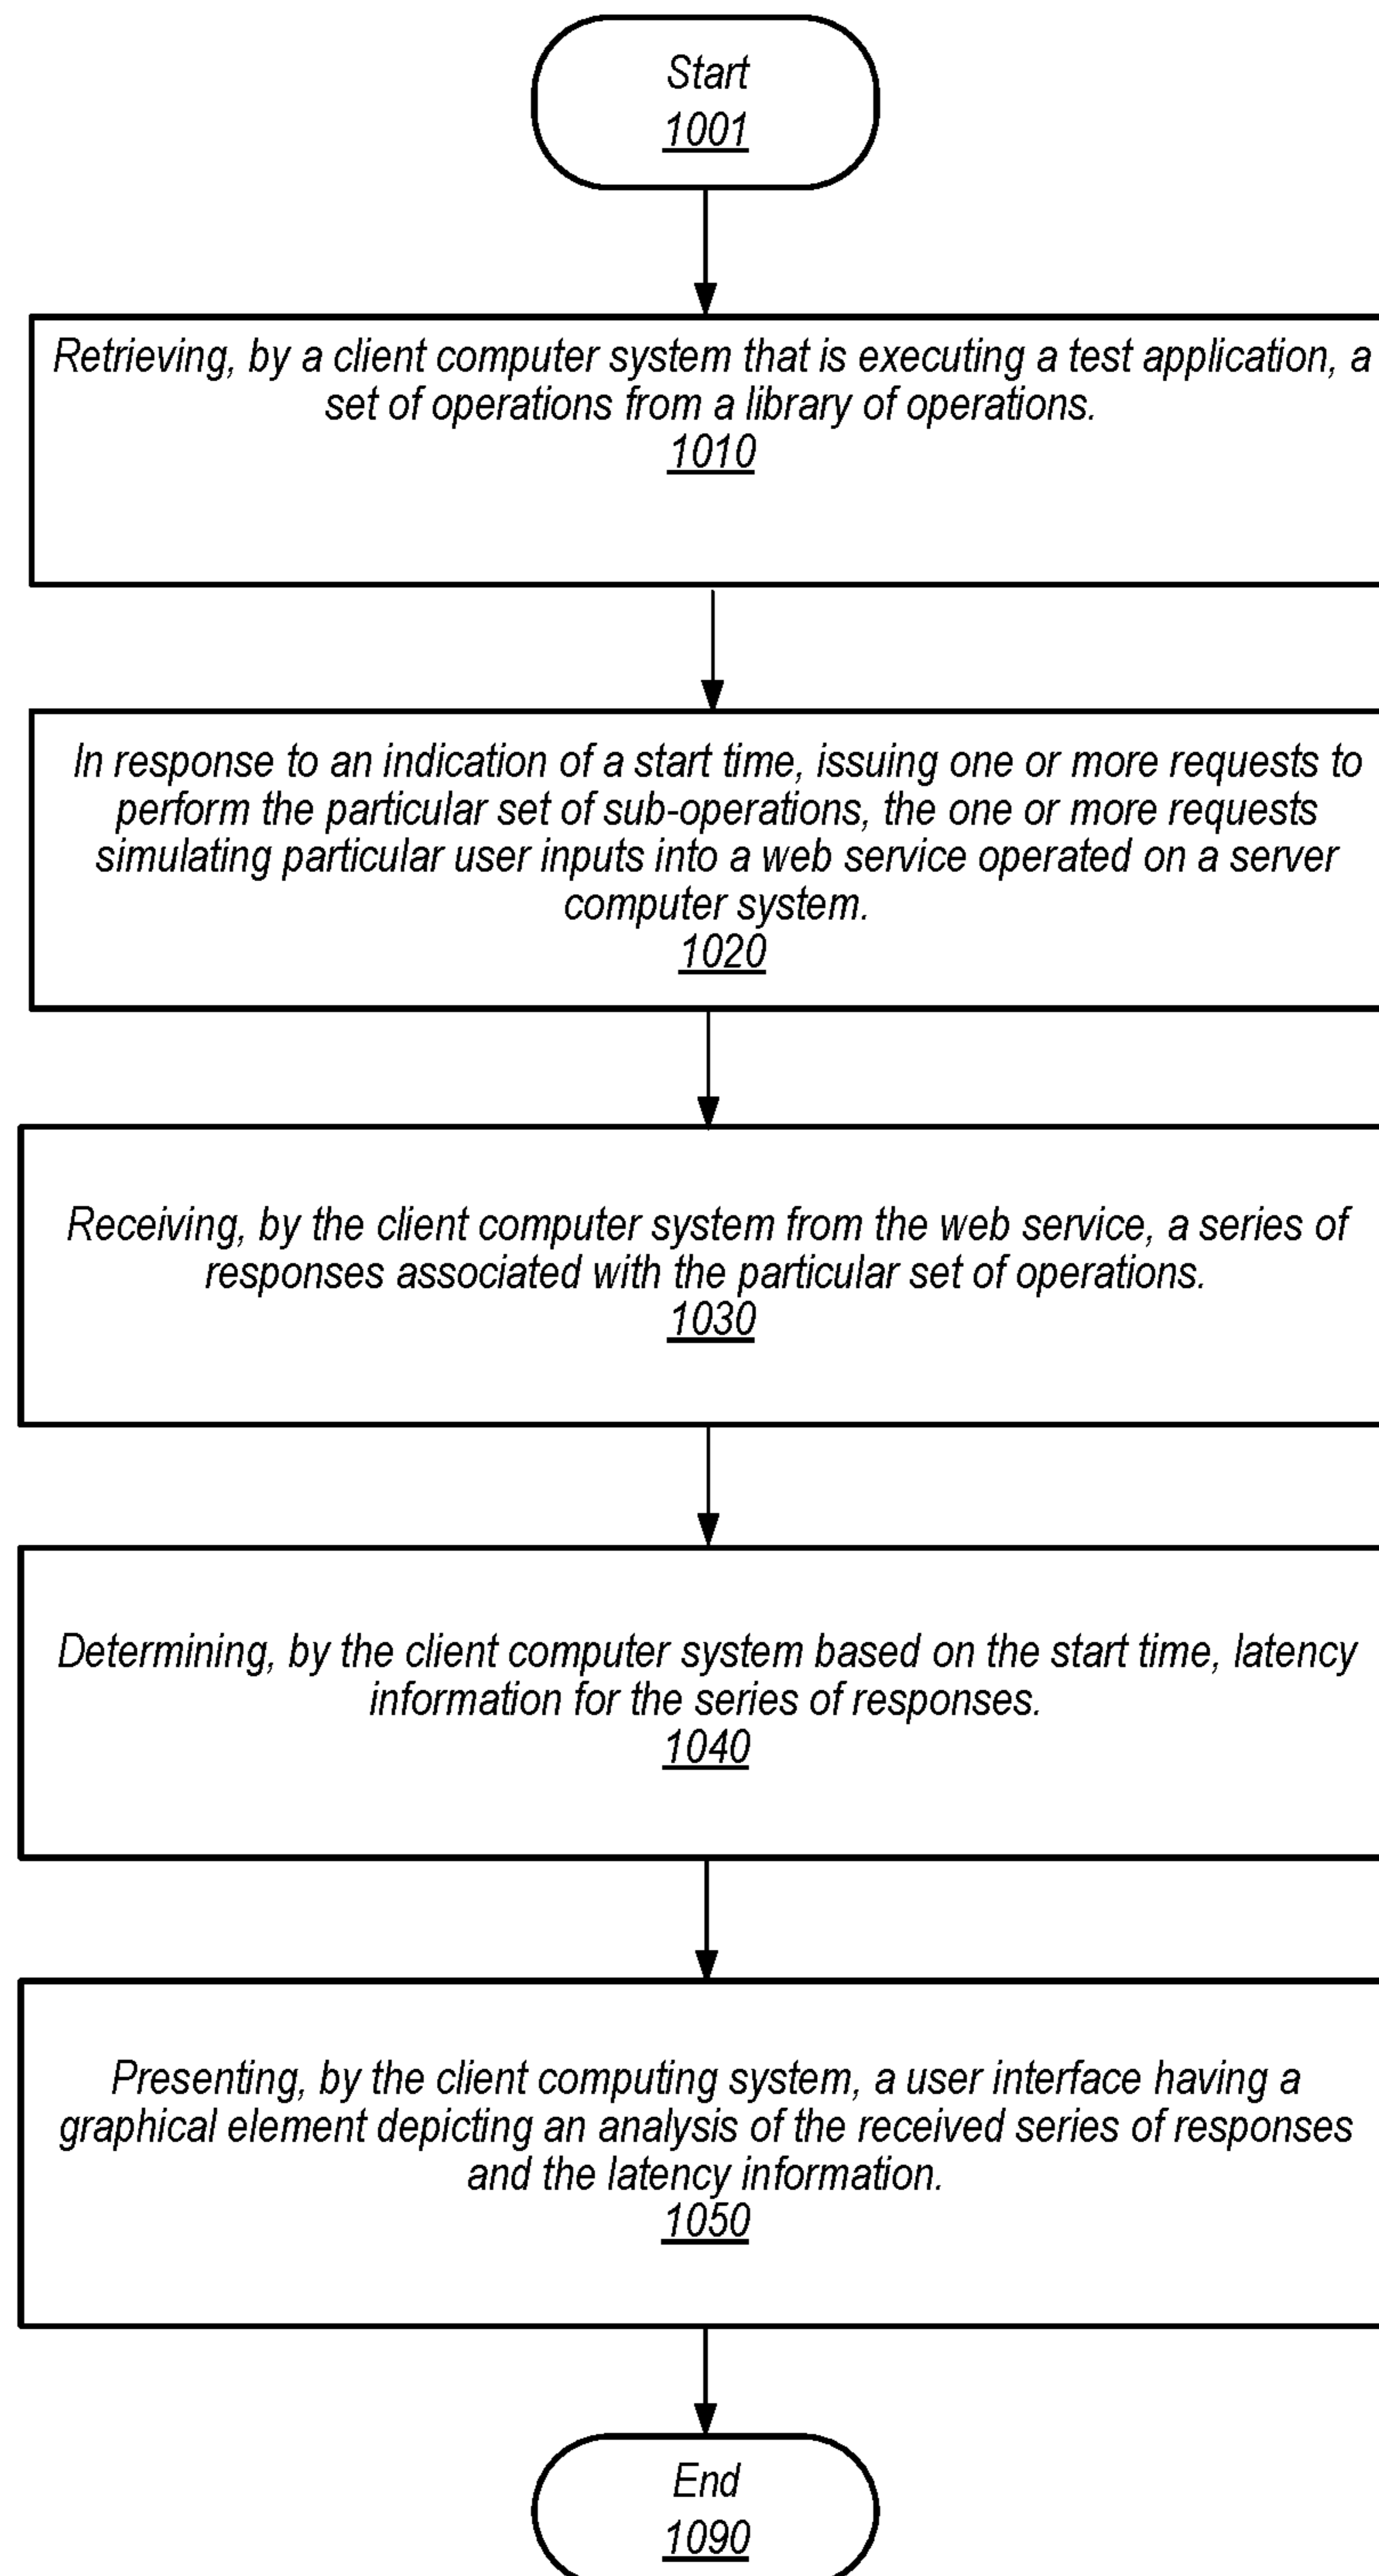 Start
1001
Retrieving, by a client computer system that is executing a test application, a
set of operations from a library of operations.
1010
In response to an indication of a start time, issuing one or more requests to
perform the particular set of sub-operations, the one or more requests
simulating particular user inputs into a web service operated on a server
computer system.
1020
Receiving, by the client computer system from the web service, a series of
responses associated with the particular set of operations.
1030
Determining, by the client computer system based on the start time, latency
information for the series of responses.
1040
Presenting, by the client computing system, a user interface having a
graphical element depicting an analysis of the received series of responses
and the latency information.
1050
End
1090